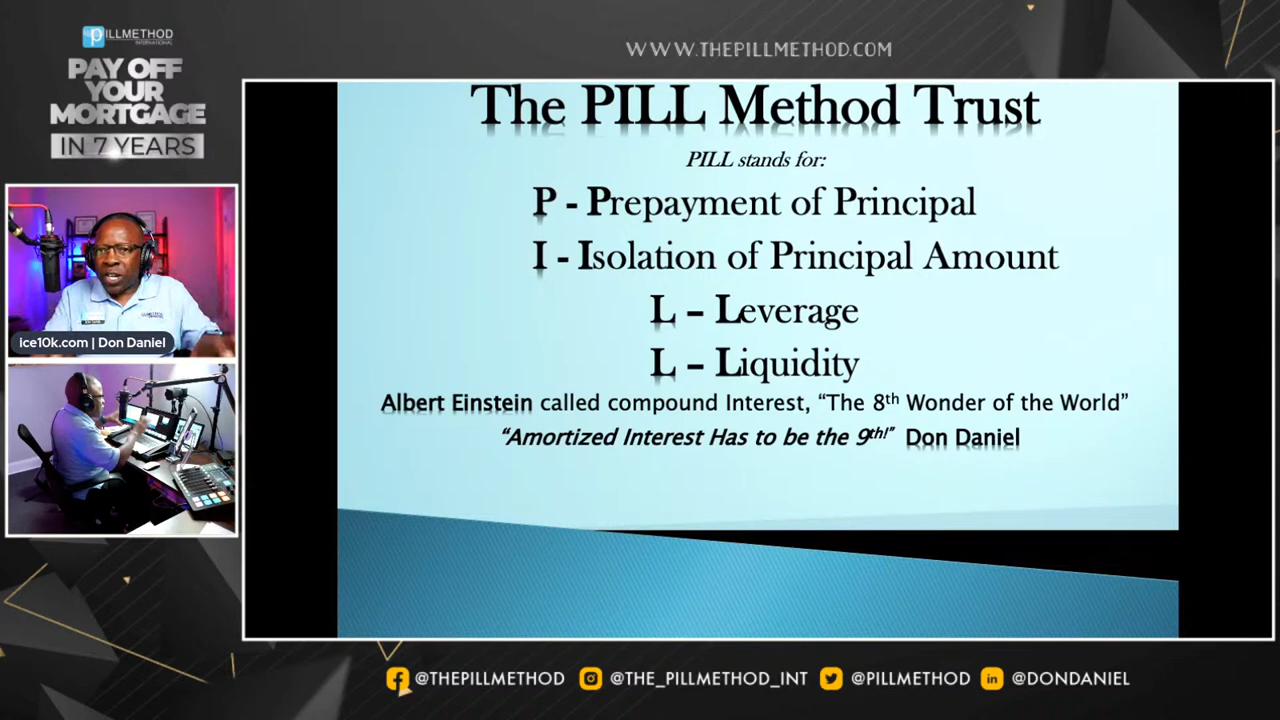 PILLMETHOD
INTERNATIONAL
PAY OFF
YOUR
MORTGAGE
IN 7 YEARS
WWW.THEPILLMETHOD.COM
The PILL Method Trust
PILL stands for:
P - Prepayment of Principal
I - Isolation of Principal Amount
L – Leverage
L – Liquidity
Albert Einstein called compound Interest, “The 8th Wonder of the World”
“Amortized Interest Has to be the 9th!” Don Daniel
ice10k.com | Don Daniel
@THEPILLMETHOD @THE_PILLMETHOD_INT @PILLMETHOD @DONDANIEL